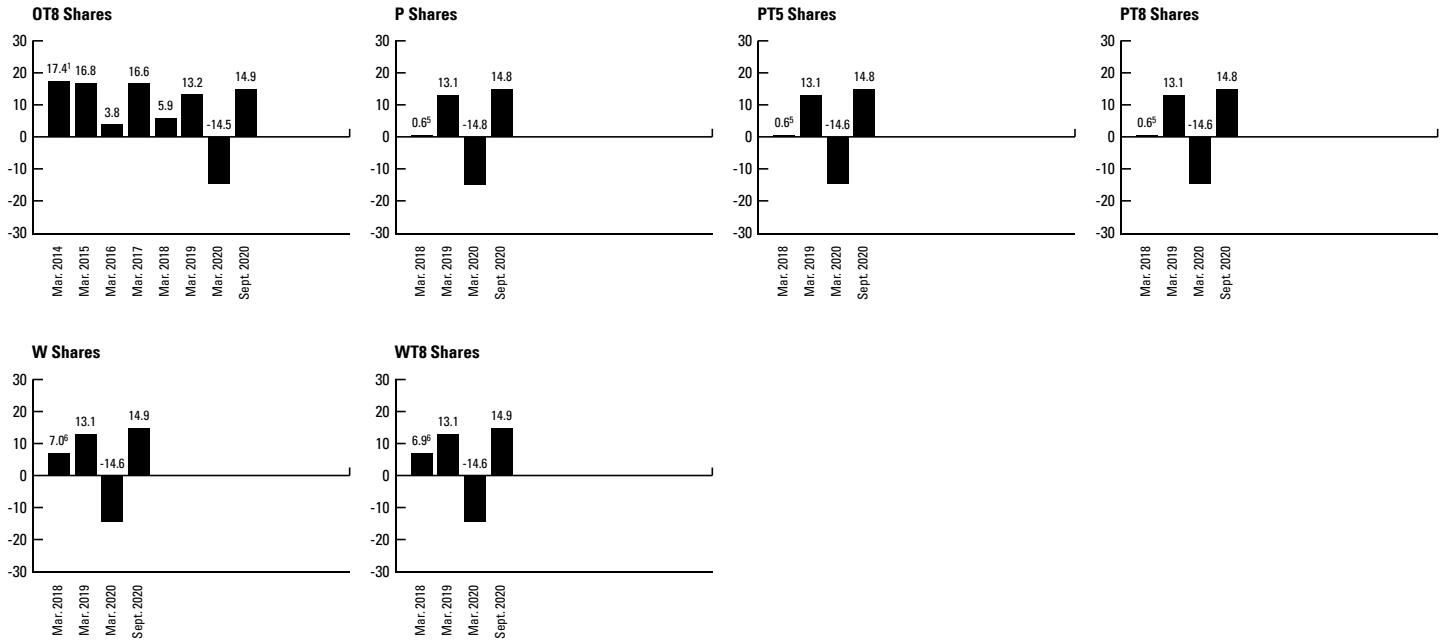 OT8 Shares
30
20
10
0
-10
-20
-30
17.4¹
16.8
3.8
16.6
5.9
13.2
-14.5
14.9
Mar. 2014
Mar. 2015
Mar. 2016
Mar. 2017
Mar. 2018
Mar. 2019
Mar. 2020
Sept. 2020
P Shares
30
20
10
0
-10
-20
-30
0.6⁵
13.1
-14.8
14.8
Mar. 2018
Mar. 2019
Mar. 2020
Sept. 2020
PT5 Shares
30
20
10
0
-10
-20
-30
0.6⁵
13.1
-14.6
14.8
Mar. 2018
Mar. 2019
Mar. 2020
Sept. 2020
PT8 Shares
30
20
10
0
-10
-20
-30
0.6⁵
13.1
-14.6
14.8
Mar. 2018
Mar. 2019
Mar. 2020
Sept. 2020
W Shares
30
20
10
0
-10
-20
-30
7.0⁶
13.1
-14.6
14.9
Mar. 2018
Mar. 2019
Mar. 2020
Sept. 2020
WT8 Shares
30
20
10
0
-10
-20
-30
6.9⁶
13.1
-14.6
14.9
Mar. 2018
Mar. 2019
Mar. 2020
Sept. 2020